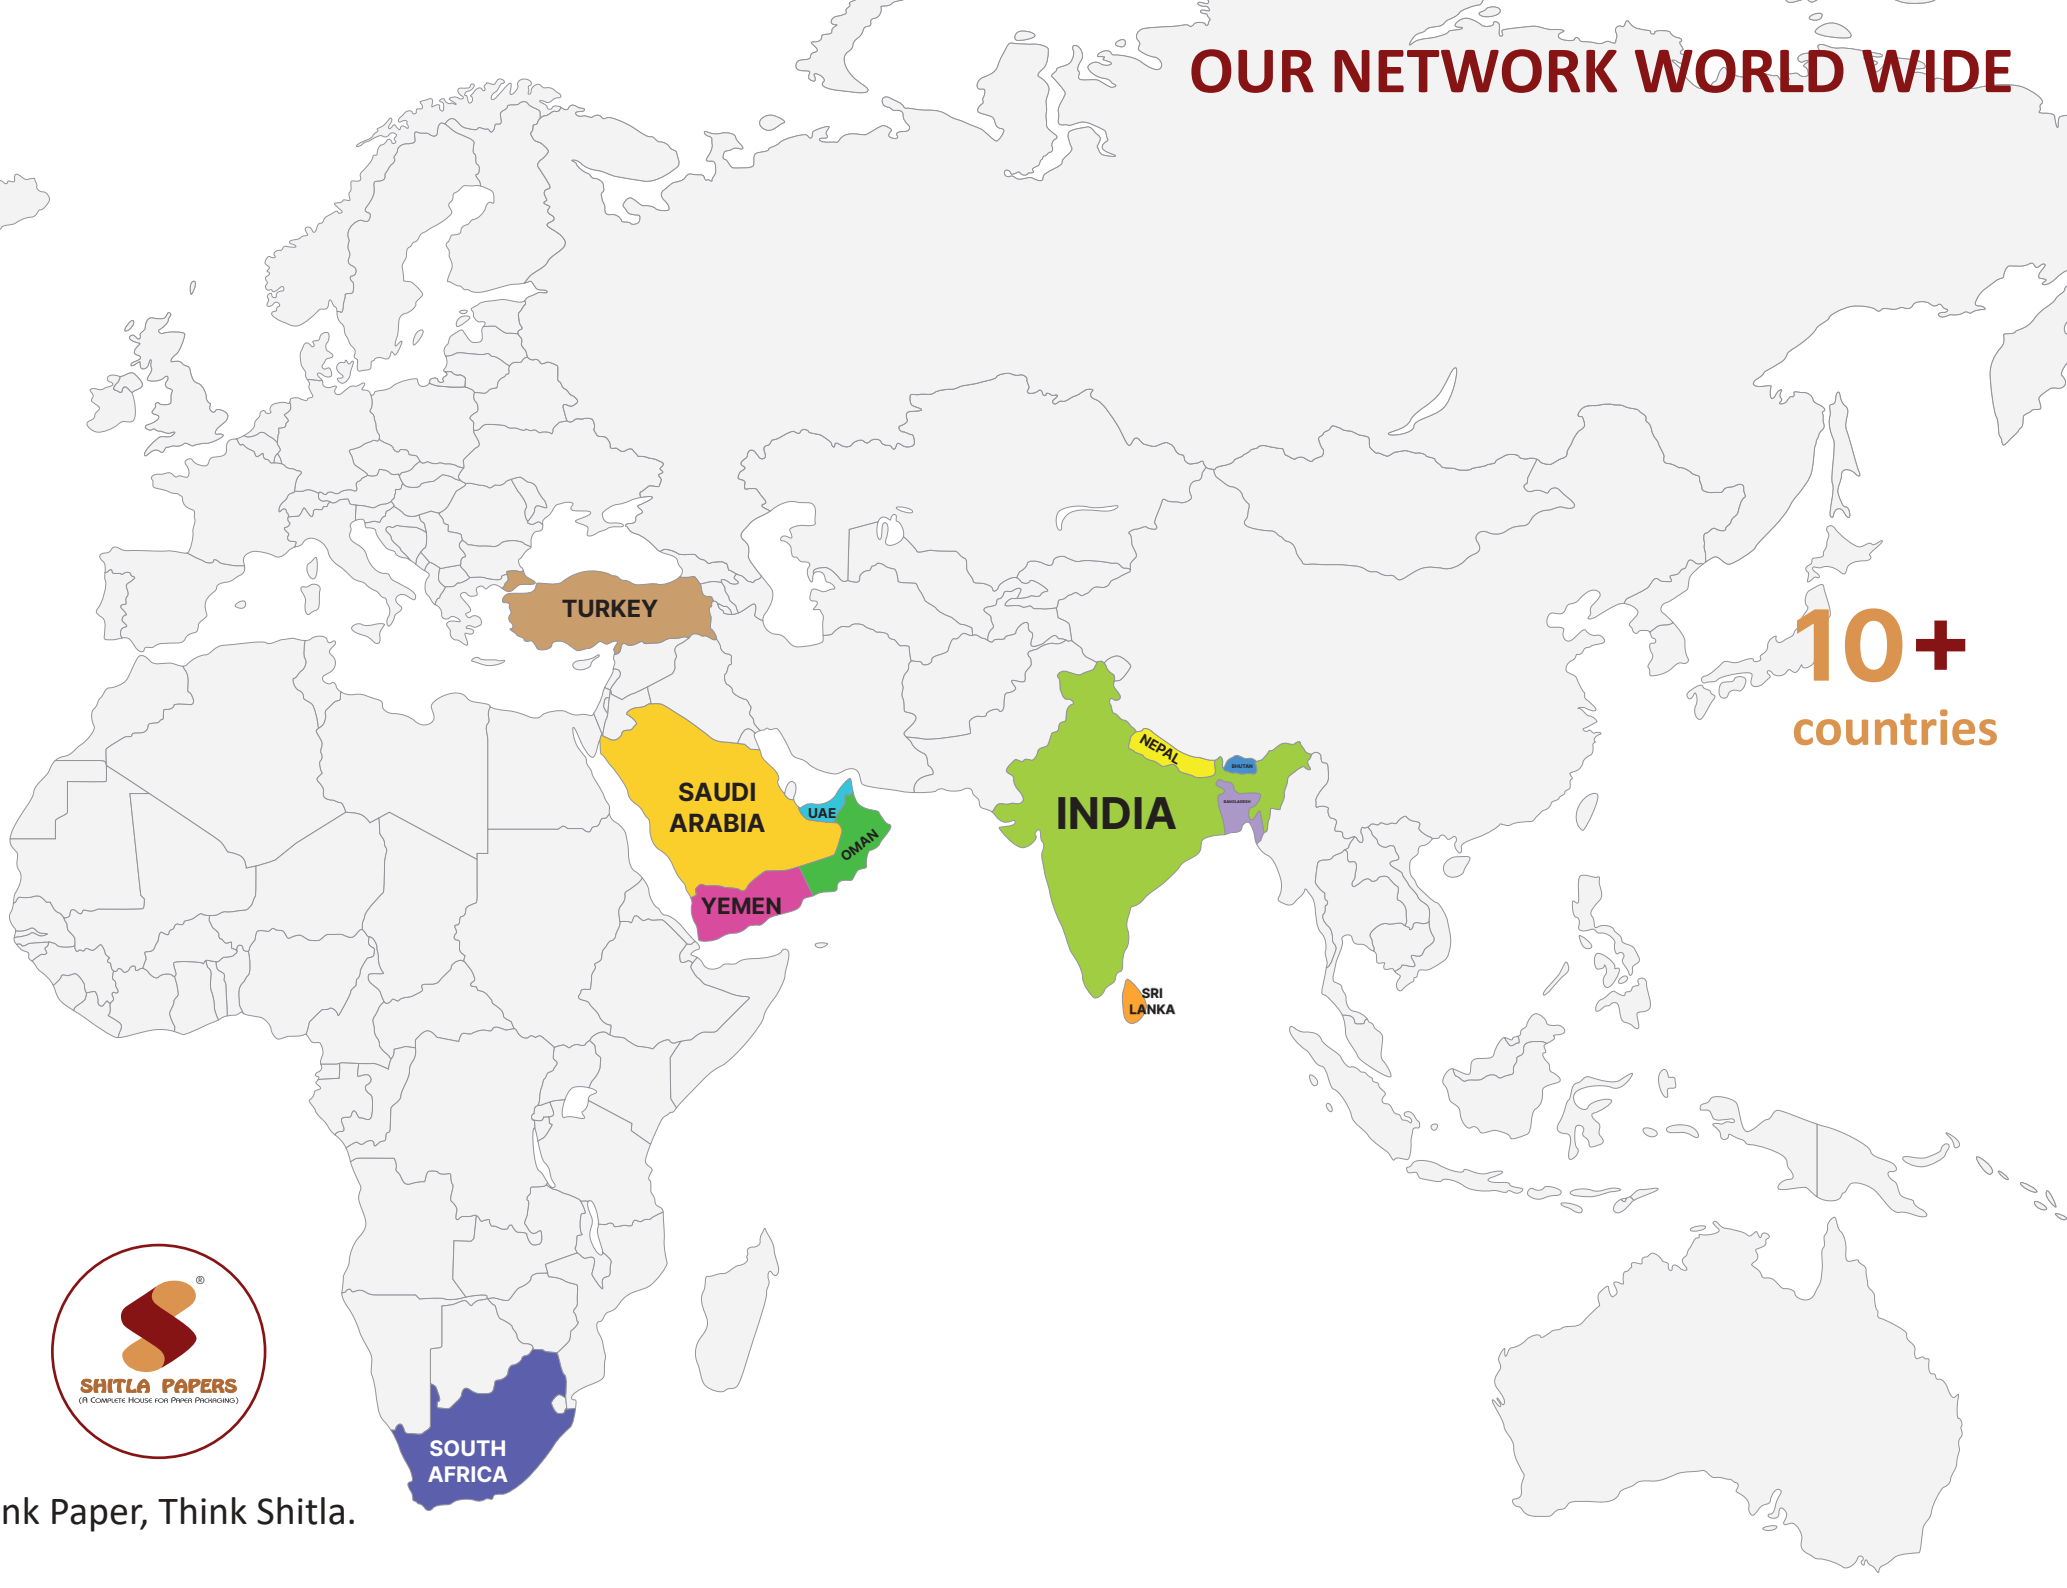 OUR NETWORK WORLD WIDE
TURKEY
10+
countries
NEPAL
BHUTAN
SAUDI
ARABIA
UAE
INDIA
BANGLADESH
OMAN
YEMEN
SRI
LANKA
®
SHITLA PAPERS
(A Complete House for Paper Packaging)
SOUTH
AFRICA
nk Paper, Think Shitla.